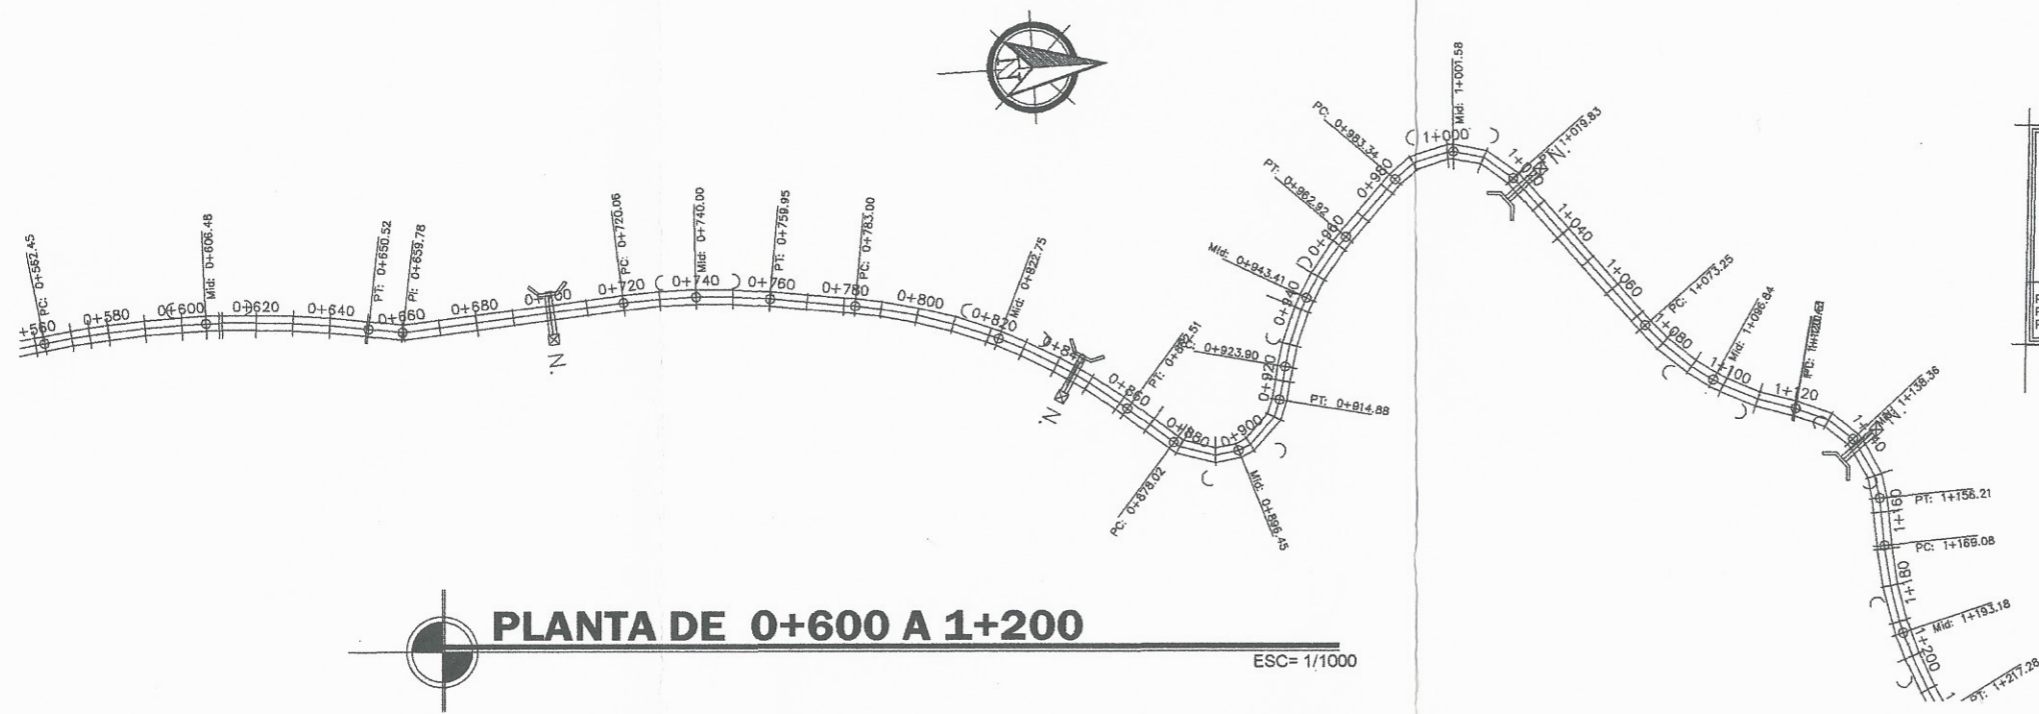 PC: 0+562.45
Mid: 0+606.48
PT: 0+650.52
PI: 0+659.78
PC: 0+720.06
Mid: 0+740.00
PT: 0+759.95
PC: 0+783.00
Mid: 0+822.75
PC: 0+878.02
Mid: 0+896.45
PT: 0+914.88
0+923.90
Mid: 0+943.41
PT: 0+962.92
PC: 0+983.34
Mid: 1+001.58
PT: 1+019.83
PC: 1+073.25
Mid: 1+096.84
1+138.36
PT: 1+156.21
PC: 1+169.08
Mid: 1+193.18
PT: 1+217.28
+560
0+580
0+600
0+620
0+640
0+660
0+680
0+720
0+740
0+760
0+780
0+800
0+820
0+860
0+880
0+900
0+920
0+940
0+960
0+980
1+000
1+040
1+060
1+080
1+100
1+120
1+160
1+180
1+200
N
N.
N.
N.
N.
PLANTA DE 0+600 A 1+200
ESC= 1/1000